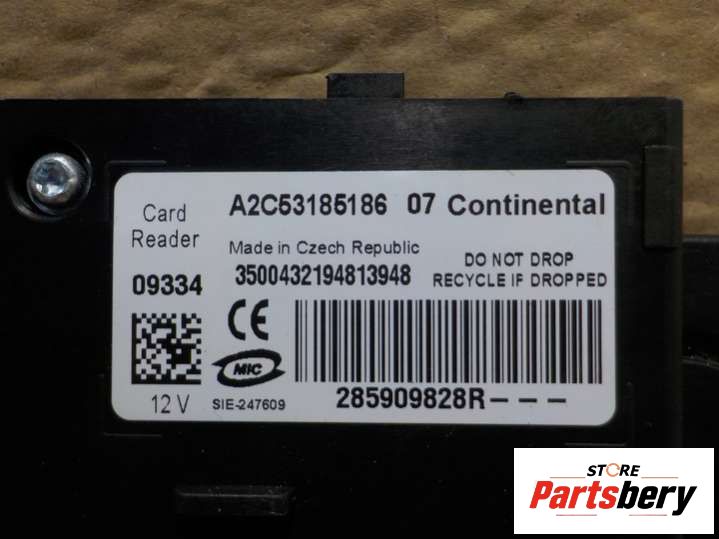 Card
Reader
09334
12 V
A2C53185186 07 Continental
Made in Czech Republic
3500432194813948
DO NOT DROP
RECYCLE IF DROPPED
CE
MIC
SIE-247609
285909828R---
STORE
Partsbery